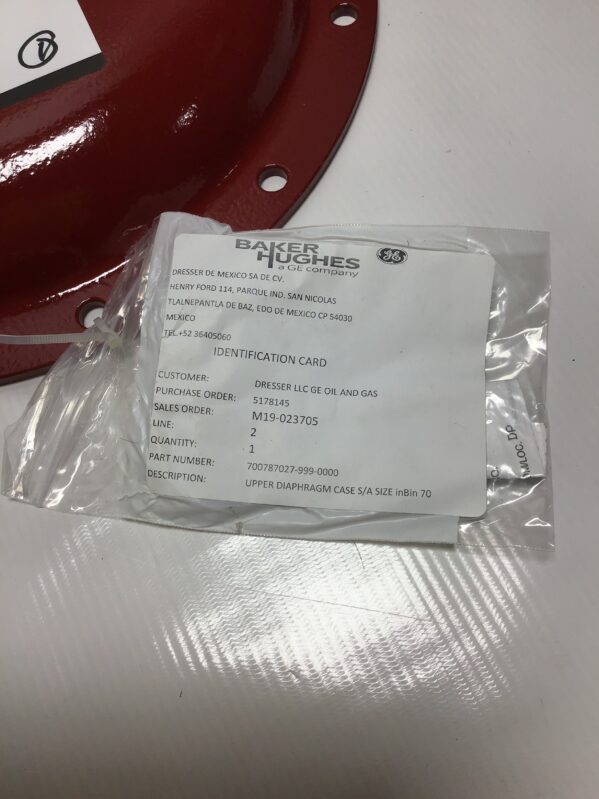 1
BAKER
HUGHES
a GE company
GE
DRESSER DE MEXICO SA DE CV.
HENRY FORD 114, PARQUE IND. SAN NICOLAS
TLALNEPANTLA DE BAZ, EDO DE MEXICO CP 54030
MEXICO
TEL.+52 36405060
IDENTIFICATION CARD
CUSTOMER: DRESSER LLC GE OIL AND GAS
PURCHASE ORDER: 5178145
SALES ORDER: M19-023705
LINE: 2
QUANTITY: 1
PART NUMBER: 700787027-999-0000
DESCRIPTION: UPPER DIAPHRAGM CASE S/A SIZE inBin 70
DP